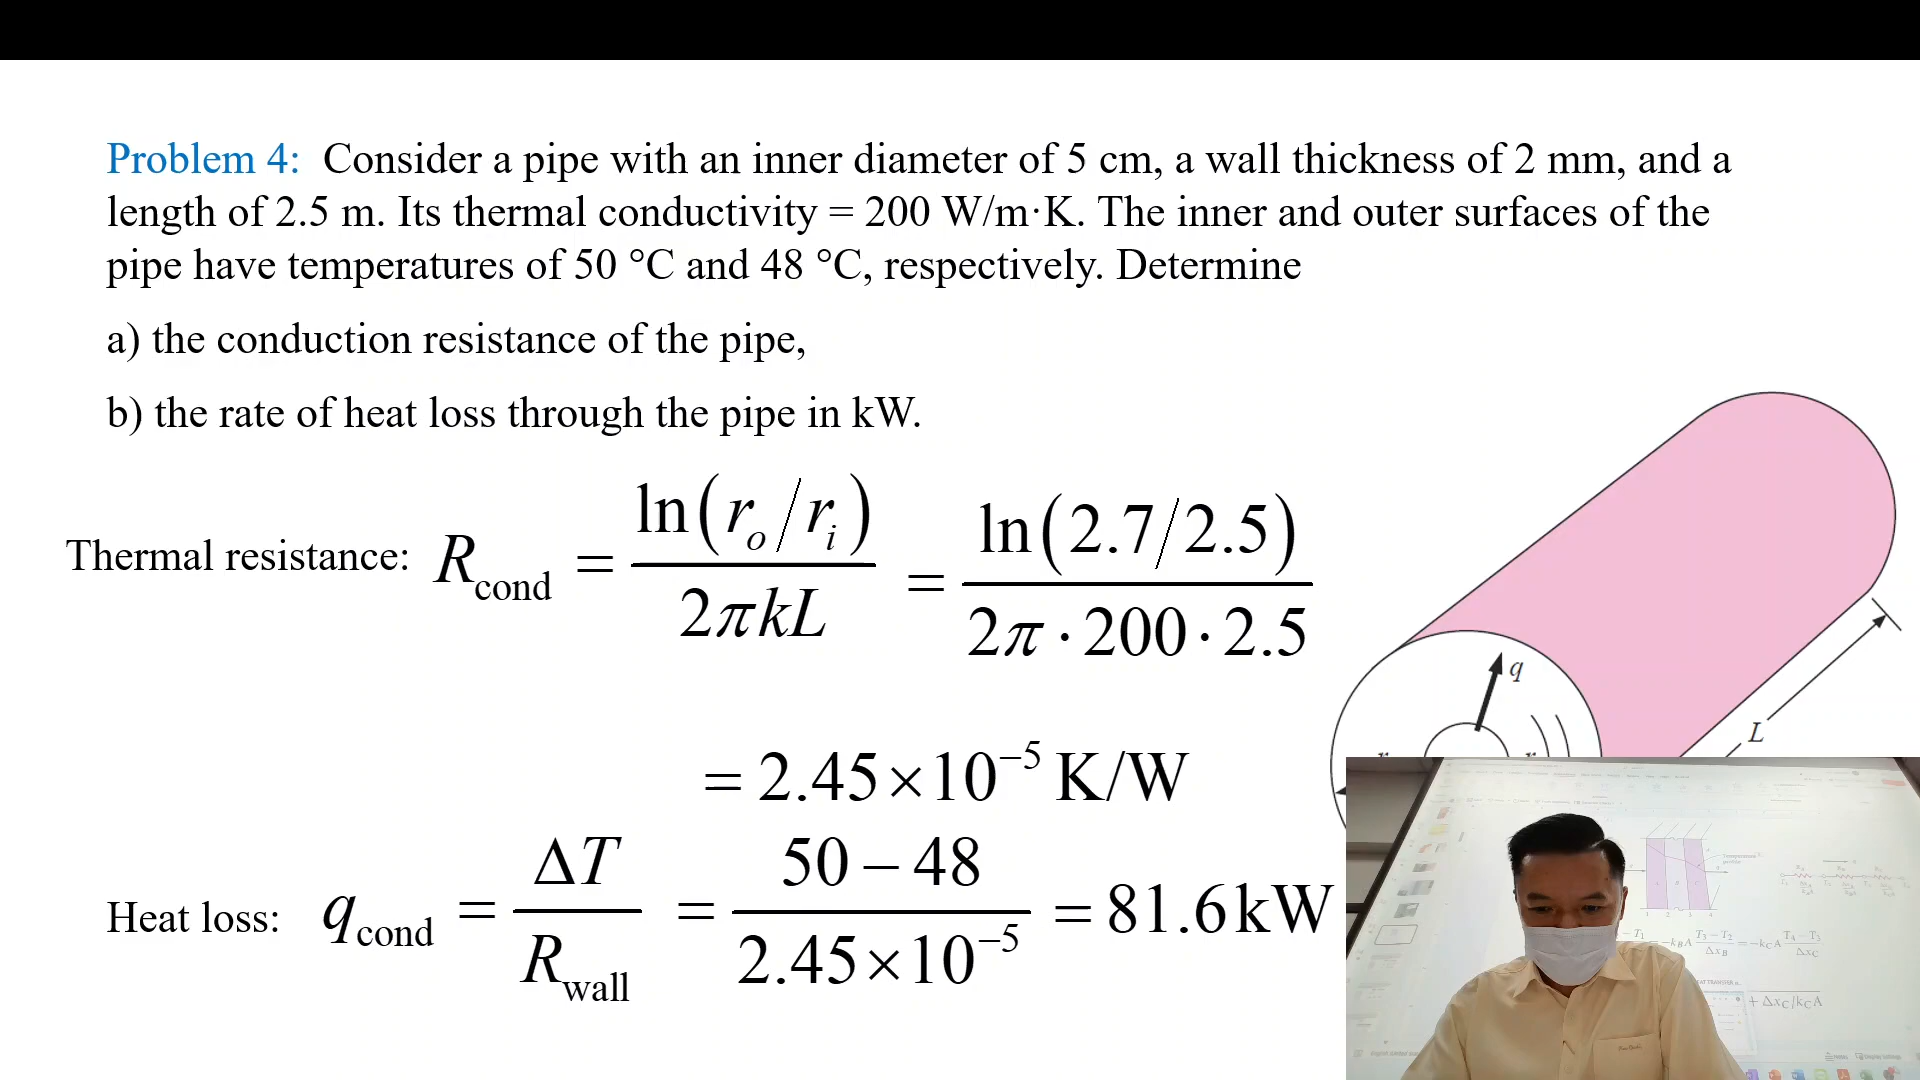 Problem 4: Consider a pipe with an inner diameter of 5 cm, a wall thickness of 2 mm, and a
length of 2.5 m. Its thermal conductivity = 200 W/m·K. The inner and outer surfaces of the
pipe have temperatures of 50 °C and 48 °C, respectively. Determine
a) the conduction resistance of the pipe,
b) the rate of heat loss through the pipe in kW.
Thermal resistance: R_cond = ln(r_o/r_i) / 2πkL = ln(2.7/2.5) / 2π·200·2.5
= 2.45×10^−5 K/W
Heat loss: q_cond = ΔT / R_wall = 50 − 48 / 2.45×10^−5 = 81.6 kW
q
L